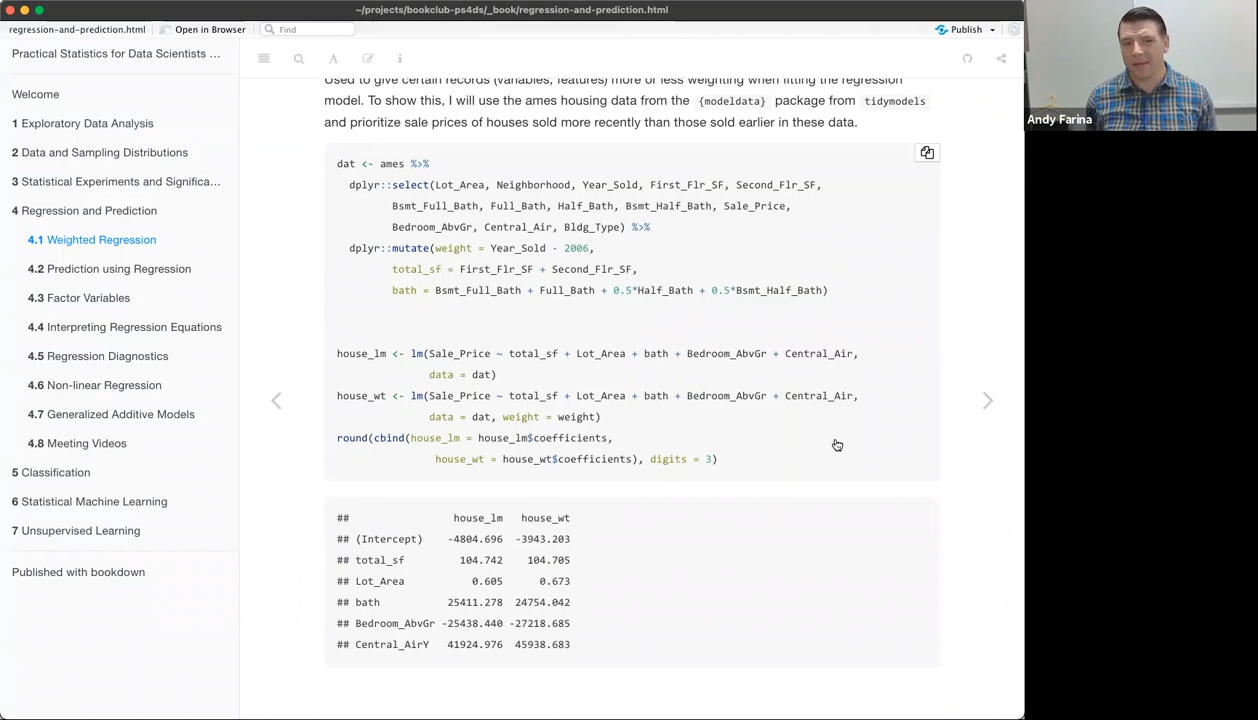 ~/projects/bookclub-ps4ds/_book/regression-and-prediction.html
regression-and-prediction.html
Open in Browser
Find
Publish
Practical Statistics for Data Scientists ...
Welcome
1 Exploratory Data Analysis
2 Data and Sampling Distributions
3 Statistical Experiments and Significa...
4 Regression and Prediction
4.1 Weighted Regression
4.2 Prediction using Regression
4.3 Factor Variables
4.4 Interpreting Regression Equations
4.5 Regression Diagnostics
4.6 Non-linear Regression
4.7 Generalized Additive Models
4.8 Meeting Videos
5 Classification
6 Statistical Machine Learning
7 Unsupervised Learning
Published with bookdown
A
i
Used to give certain records (variables, features) more or less weighting when fitting the regression
model. To show this, I will use the ames housing data from the {modeldata} package from tidymodels
and prioritize sale prices of houses sold more recently than those sold earlier in these data.
dat <- ames %>%
dplyr::select(Lot_Area, Neighborhood, Year_Sold, First_Flr_SF, Second_Flr_SF,
Bsmt_Full_Bath, Full_Bath, Half_Bath, Bsmt_Half_Bath, Sale_Price,
Bedroom_AbvGr, Central_Air, Bldg_Type) %>%
dplyr::mutate(weight = Year_Sold - 2006,
total_sf = First_Flr_SF + Second_Flr_SF,
bath = Bsmt_Full_Bath + Full_Bath + 0.5*Half_Bath + 0.5*Bsmt_Half_Bath)
house_lm <- lm(Sale_Price ~ total_sf + Lot_Area + bath + Bedroom_AbvGr + Central_Air,
data = dat)
house_wt <- lm(Sale_Price ~ total_sf + Lot_Area + bath + Bedroom_AbvGr + Central_Air,
data = dat, weight = weight)
round(cbind(house_lm = house_lm$coefficients,
house_wt = house_wt$coefficients), digits = 3)
## house_lm house_wt
## (Intercept) -4804.696 -3943.203
## total_sf 104.742 104.705
## Lot_Area 0.605 0.673
## bath 25411.278 24754.042
## Bedroom_AbvGr -25438.440 -27218.685
## Central_AirY 41924.976 45938.683
Andy Farina